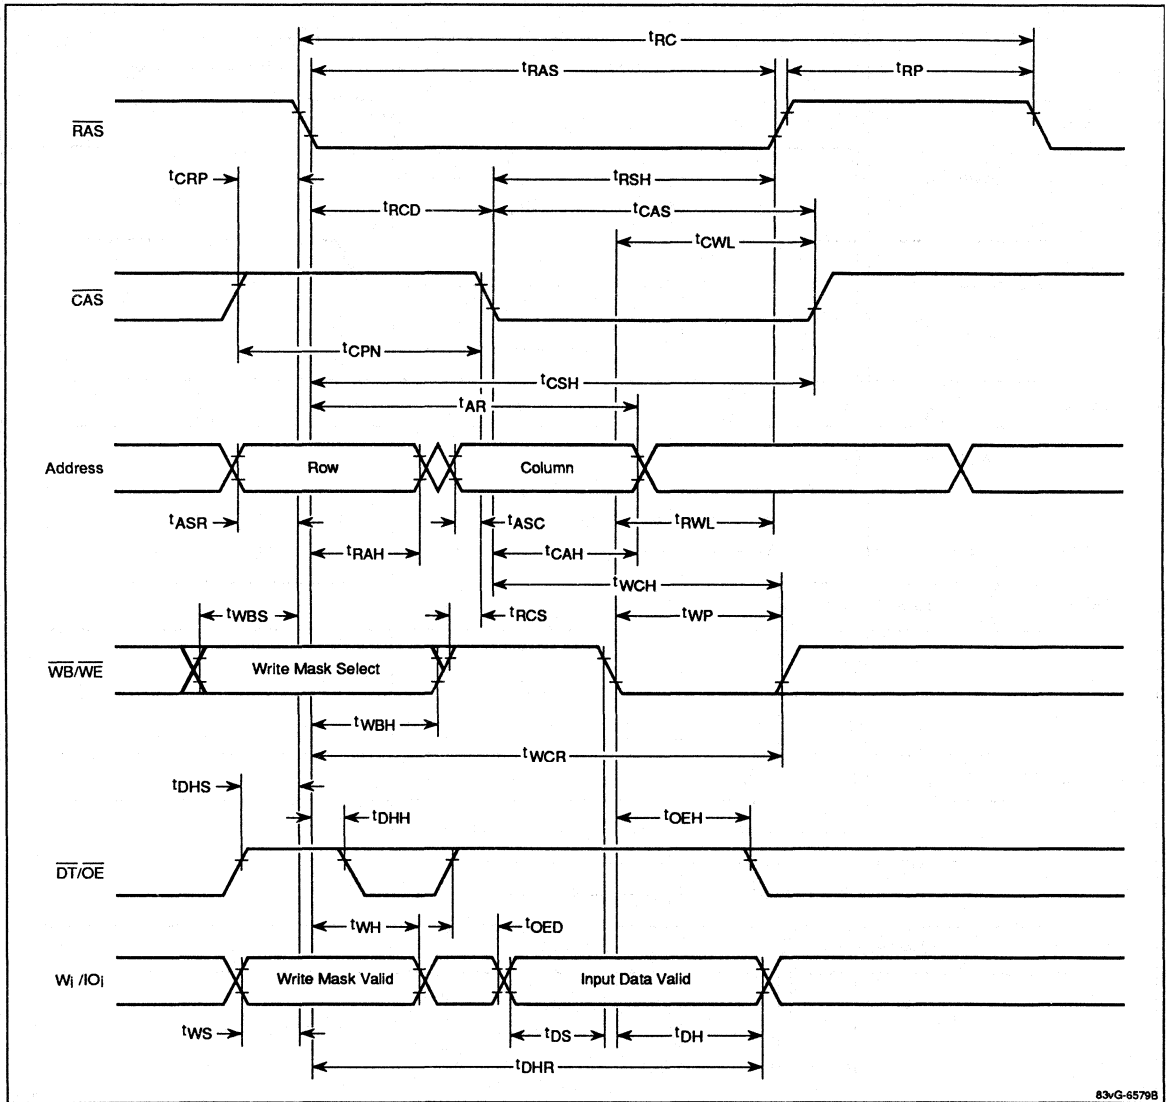 tRC
tRAS
tRP
RAS
tCRP
tRSH
tRCD
tCAS
tCWL
CAS
tCPN
tCSH
tAR
Address
Row
Column
tASR
tASC
tRWL
tRAH
tCAH
tWCH
tWBS
tRCS
tWP
WB/WE
Write Mask Select
tWBH
tWCR
tDHS
tDHH
tOEH
DT/OE
tWH
tOED
Wi /IOi
Write Mask Valid
Input Data Valid
tWS
tDS
tDH
tDHR
83vG-6579B